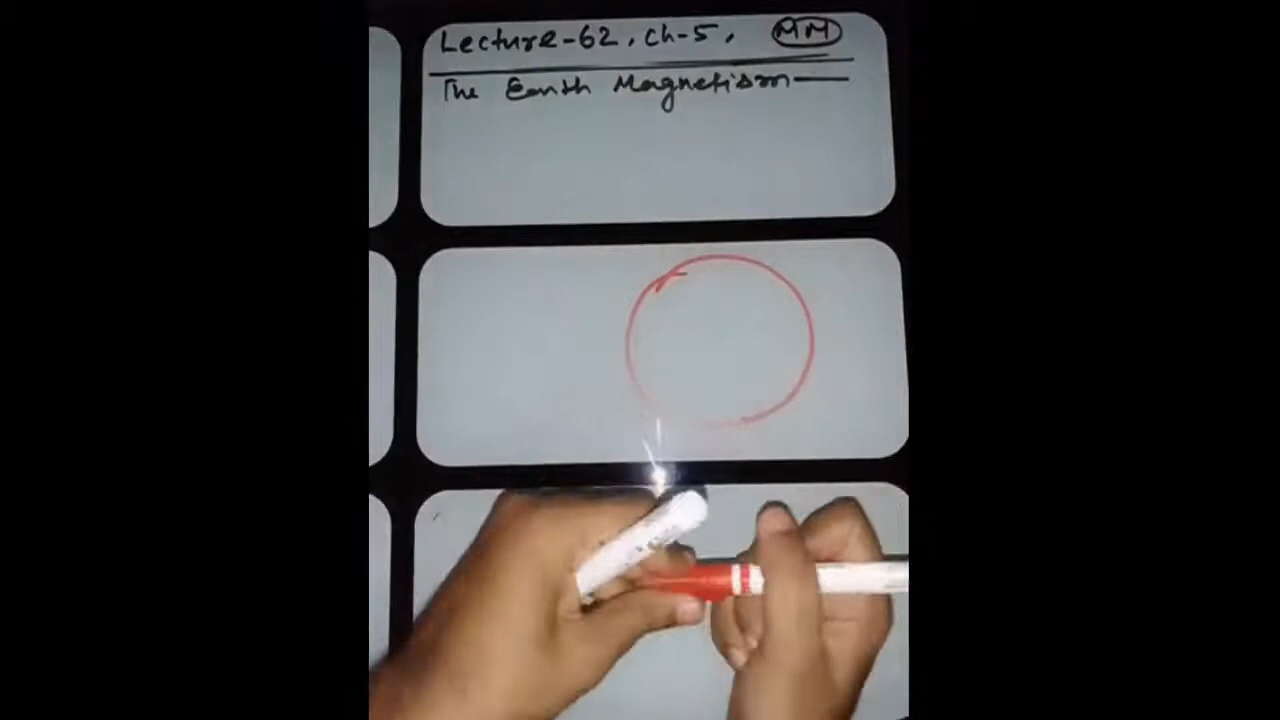 Lecture-62, Ch-5, MM
The Earth Magnetism—